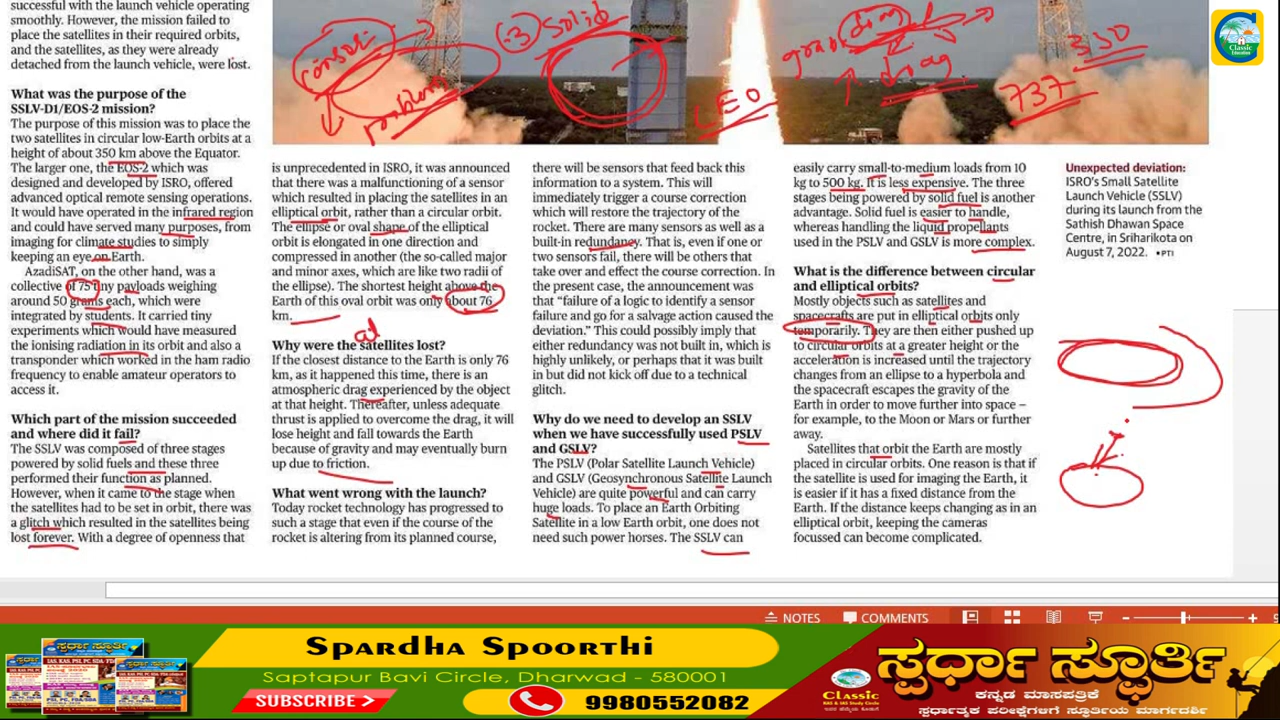 successful with the launch vehicle operating
smoothly. However, the mission failed to
place the satellites in their required orbits,
and the satellites, as they were already
detached from the launch vehicle, were lost.
What was the purpose of the
SSLV-D1/EOS-2 mission?
The purpose of this mission was to place the
two satellites in circular low-Earth orbits at a
height of about 350 km above the Equator.
The larger one, the EOS-2 which was
designed and developed by ISRO, offered
advanced optical remote sensing operations.
It would have operated in the infrared region
and could have served many purposes, from
imaging for climate studies to simply
keeping an eye on Earth.
AzadiSAT, on the other hand, was a
collective of 75 tiny payloads weighing
around 50 grams each, which were
integrated by students. It carried tiny
experiments which would have measured
the ionising radiation in its orbit and also a
transponder which worked in the ham radio
frequency to enable amateur operators to
access it.
Which part of the mission succeeded
and where did it fail?
The SSLV was composed of three stages
powered by solid fuels and these three
performed their function as planned.
However, when it came to the stage when
the satellites had to be set in orbit, there was
a glitch which resulted in the satellites being
lost forever. With a degree of openness that
problem
(3) solid
LEO
drag
737
350
is unprecedented in ISRO, it was announced
that there was a malfunctioning of a sensor
which resulted in placing the satellites in an
elliptical orbit, rather than a circular orbit.
The ellipse or oval shape of the elliptical
orbit is elongated in one direction and
compressed in another (the so-called major
and minor axes, which are like two radii of
the ellipse). The shortest height above the
Earth of this oval orbit was only about 76
km.
Why were the satellites lost?
If the closest distance to the Earth is only 76
km, as it happened this time, there is an
atmospheric drag experienced by the object
at that height. Thereafter, unless adequate
thrust is applied to overcome the drag, it will
lose height and fall towards the Earth
because of gravity and may eventually burn
up due to friction.
What went wrong with the launch?
Today rocket technology has progressed to
such a stage that even if the course of the
rocket is altering from its planned course,
there will be sensors that feed back this
information to a system. This will
immediately trigger a course correction
which will restore the trajectory of the
rocket. There are many sensors as well as a
built-in redundancy. That is, even if one or
two sensors fail, there will be others that
take over and effect the course correction. In
the present case, the announcement was
that “failure of a logic to identify a sensor
failure and go for a salvage action caused the
deviation.” This could possibly imply that
either redundancy was not built in, which is
highly unlikely, or perhaps that it was built
in but did not kick off due to a technical
glitch.
Why do we need to develop an SSLV
when we have successfully used PSLV
and GSLV?
The PSLV (Polar Satellite Launch Vehicle)
and GSLV (Geosynchronous Satellite Launch
Vehicle) are quite powerful and can carry
huge loads. To place an Earth Orbiting
Satellite in a low Earth orbit, one does not
need such power horses. The SSLV can
easily carry small-to-medium loads from 10
kg to 500 kg. It is less expensive. The three
stages being powered by solid fuel is another
advantage. Solid fuel is easier to handle,
whereas handling the liquid propellants
used in the PSLV and GSLV is more complex.
What is the difference between circular
and elliptical orbits?
Mostly objects such as satellites and
spacecrafts are put in elliptical orbits only
temporarily. They are then either pushed up
to circular orbits at a greater height or the
acceleration is increased until the trajectory
changes from an ellipse to a hyperbola and
the spacecraft escapes the gravity of the
Earth in order to move further into space –
for example, to the Moon or Mars or further
away.
Satellites that orbit the Earth are mostly
placed in circular orbits. One reason is that if
the satellite is used for imaging the Earth, it
is easier if it has a fixed distance from the
Earth. If the distance keeps changing as in an
elliptical orbit, keeping the cameras
focussed can become complicated.
Unexpected deviation:
ISRO's Small Satellite
Launch Vehicle (SSLV)
during its launch from the
Sathish Dhawan Space
Centre, in Sriharikota on
August 7, 2022. •PTI
Classic
Education
NOTES COMMENTS
Spardha Spoorthi
Saptapur Bavi Circle, Dharwad - 580001
SUBSCRIBE 9980552082
ಸ್ಪರ್ಧಾ ಸ್ಫೂರ್ತಿ
Classic
IAS & KAS Study Circle
ಕನ್ನಡ ಮಾಸಪತ್ರಿಕೆ
ಸ್ಪರ್ಧಾತ್ಮಕ ಪರೀಕ್ಷೆಗಳಿಗೆ ಸ್ಫೂರ್ತಿಯ ಮಾರ್ಗದರ್ಶಿ